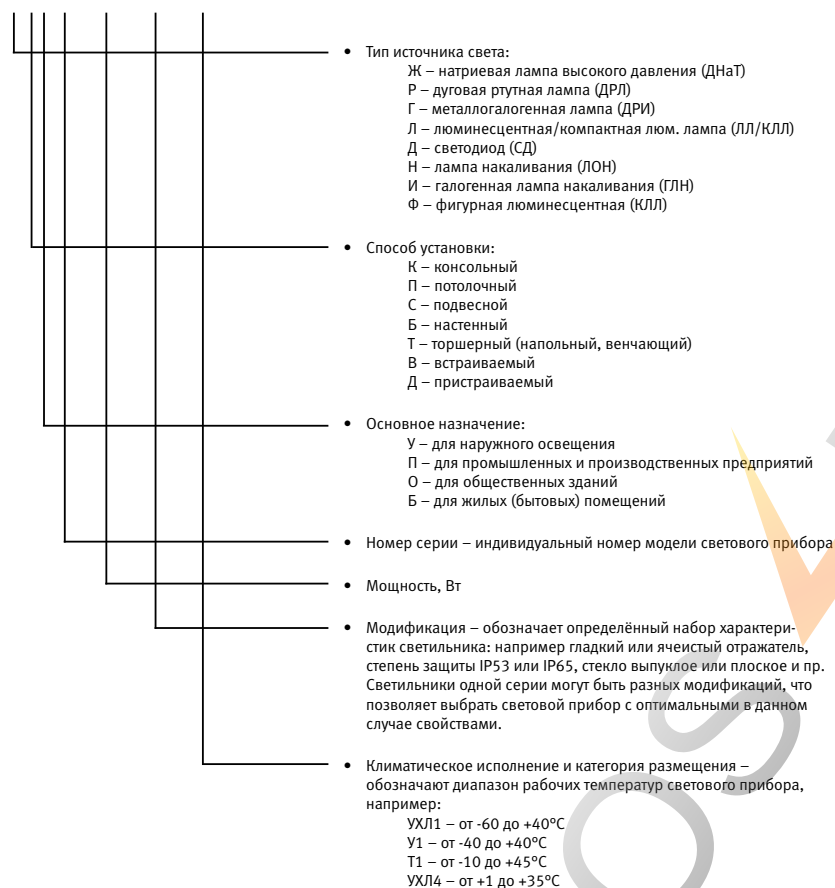 • Тип источника света:
Ж – натриевая лампа высокого давления (ДНаТ)
Р – дуговая ртутная лампа (ДРЛ)
Г – металлогалогенная лампа (ДРИ)
Л – люминесцентная/компактная люм. лампа (ЛЛ/КЛЛ)
Д – светодиод (СД)
Н – лампа накаливания (ЛОН)
И – галогенная лампа накаливания (ГЛН)
Ф – фигурная люминесцентная (КЛЛ)
• Способ установки:
К – консольный
П – потолочный
С – подвесной
Б – настенный
Т – торшерный (напольный, венчающий)
В – встраиваемый
Д – пристраиваемый
• Основное назначение:
У – для наружного освещения
П – для промышленных и производственных предприятий
О – для общественных зданий
Б – для жилых (бытовых) помещений
• Номер серии – индивидуальный номер модели светового прибора
• Мощность, Вт
• Модификация – обозначает определённый набор характери-
стик светильника: например гладкий или ячеистый отражатель,
степень защиты IP53 или IP65, стекло выпуклое или плоское и пр.
Светильники одной серии могут быть разных модификаций, что
позволяет выбрать световой прибор с оптимальными в данном
случае свойствами.
• Климатическое исполнение и категория размещения –
обозначают диапазон рабочих температур светового прибора,
например:
УХЛ1 – от -60 до +40°С
У1 – от -40 до +40°С
Т1 – от -10 до +45°С
УХЛ4 – от +1 до +35°С
OS